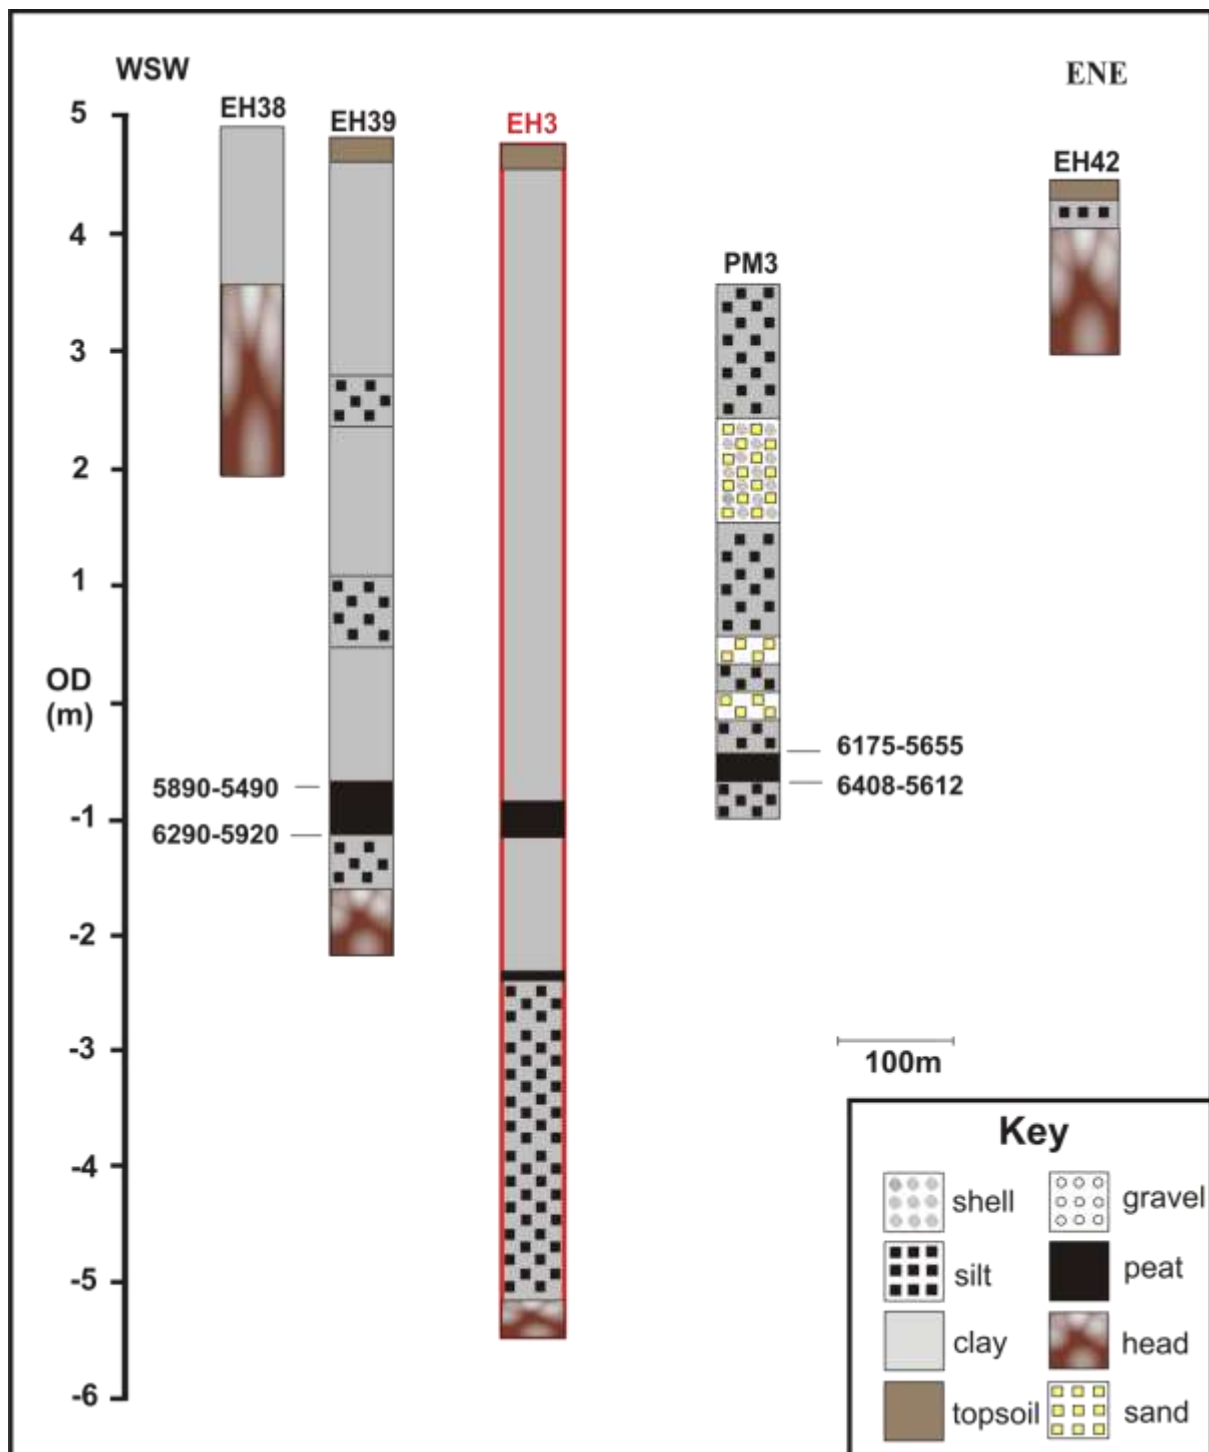 WSW
ENE
EH38
EH39
EH3
EH42
PM3
5
4
3
2
1
OD
(m)
-1
-2
-3
-4
-5
-6
5890-5490
6290-5920
6175-5655
6408-5612
100m
Key
shell
gravel
silt
peat
clay
head
topsoil
sand